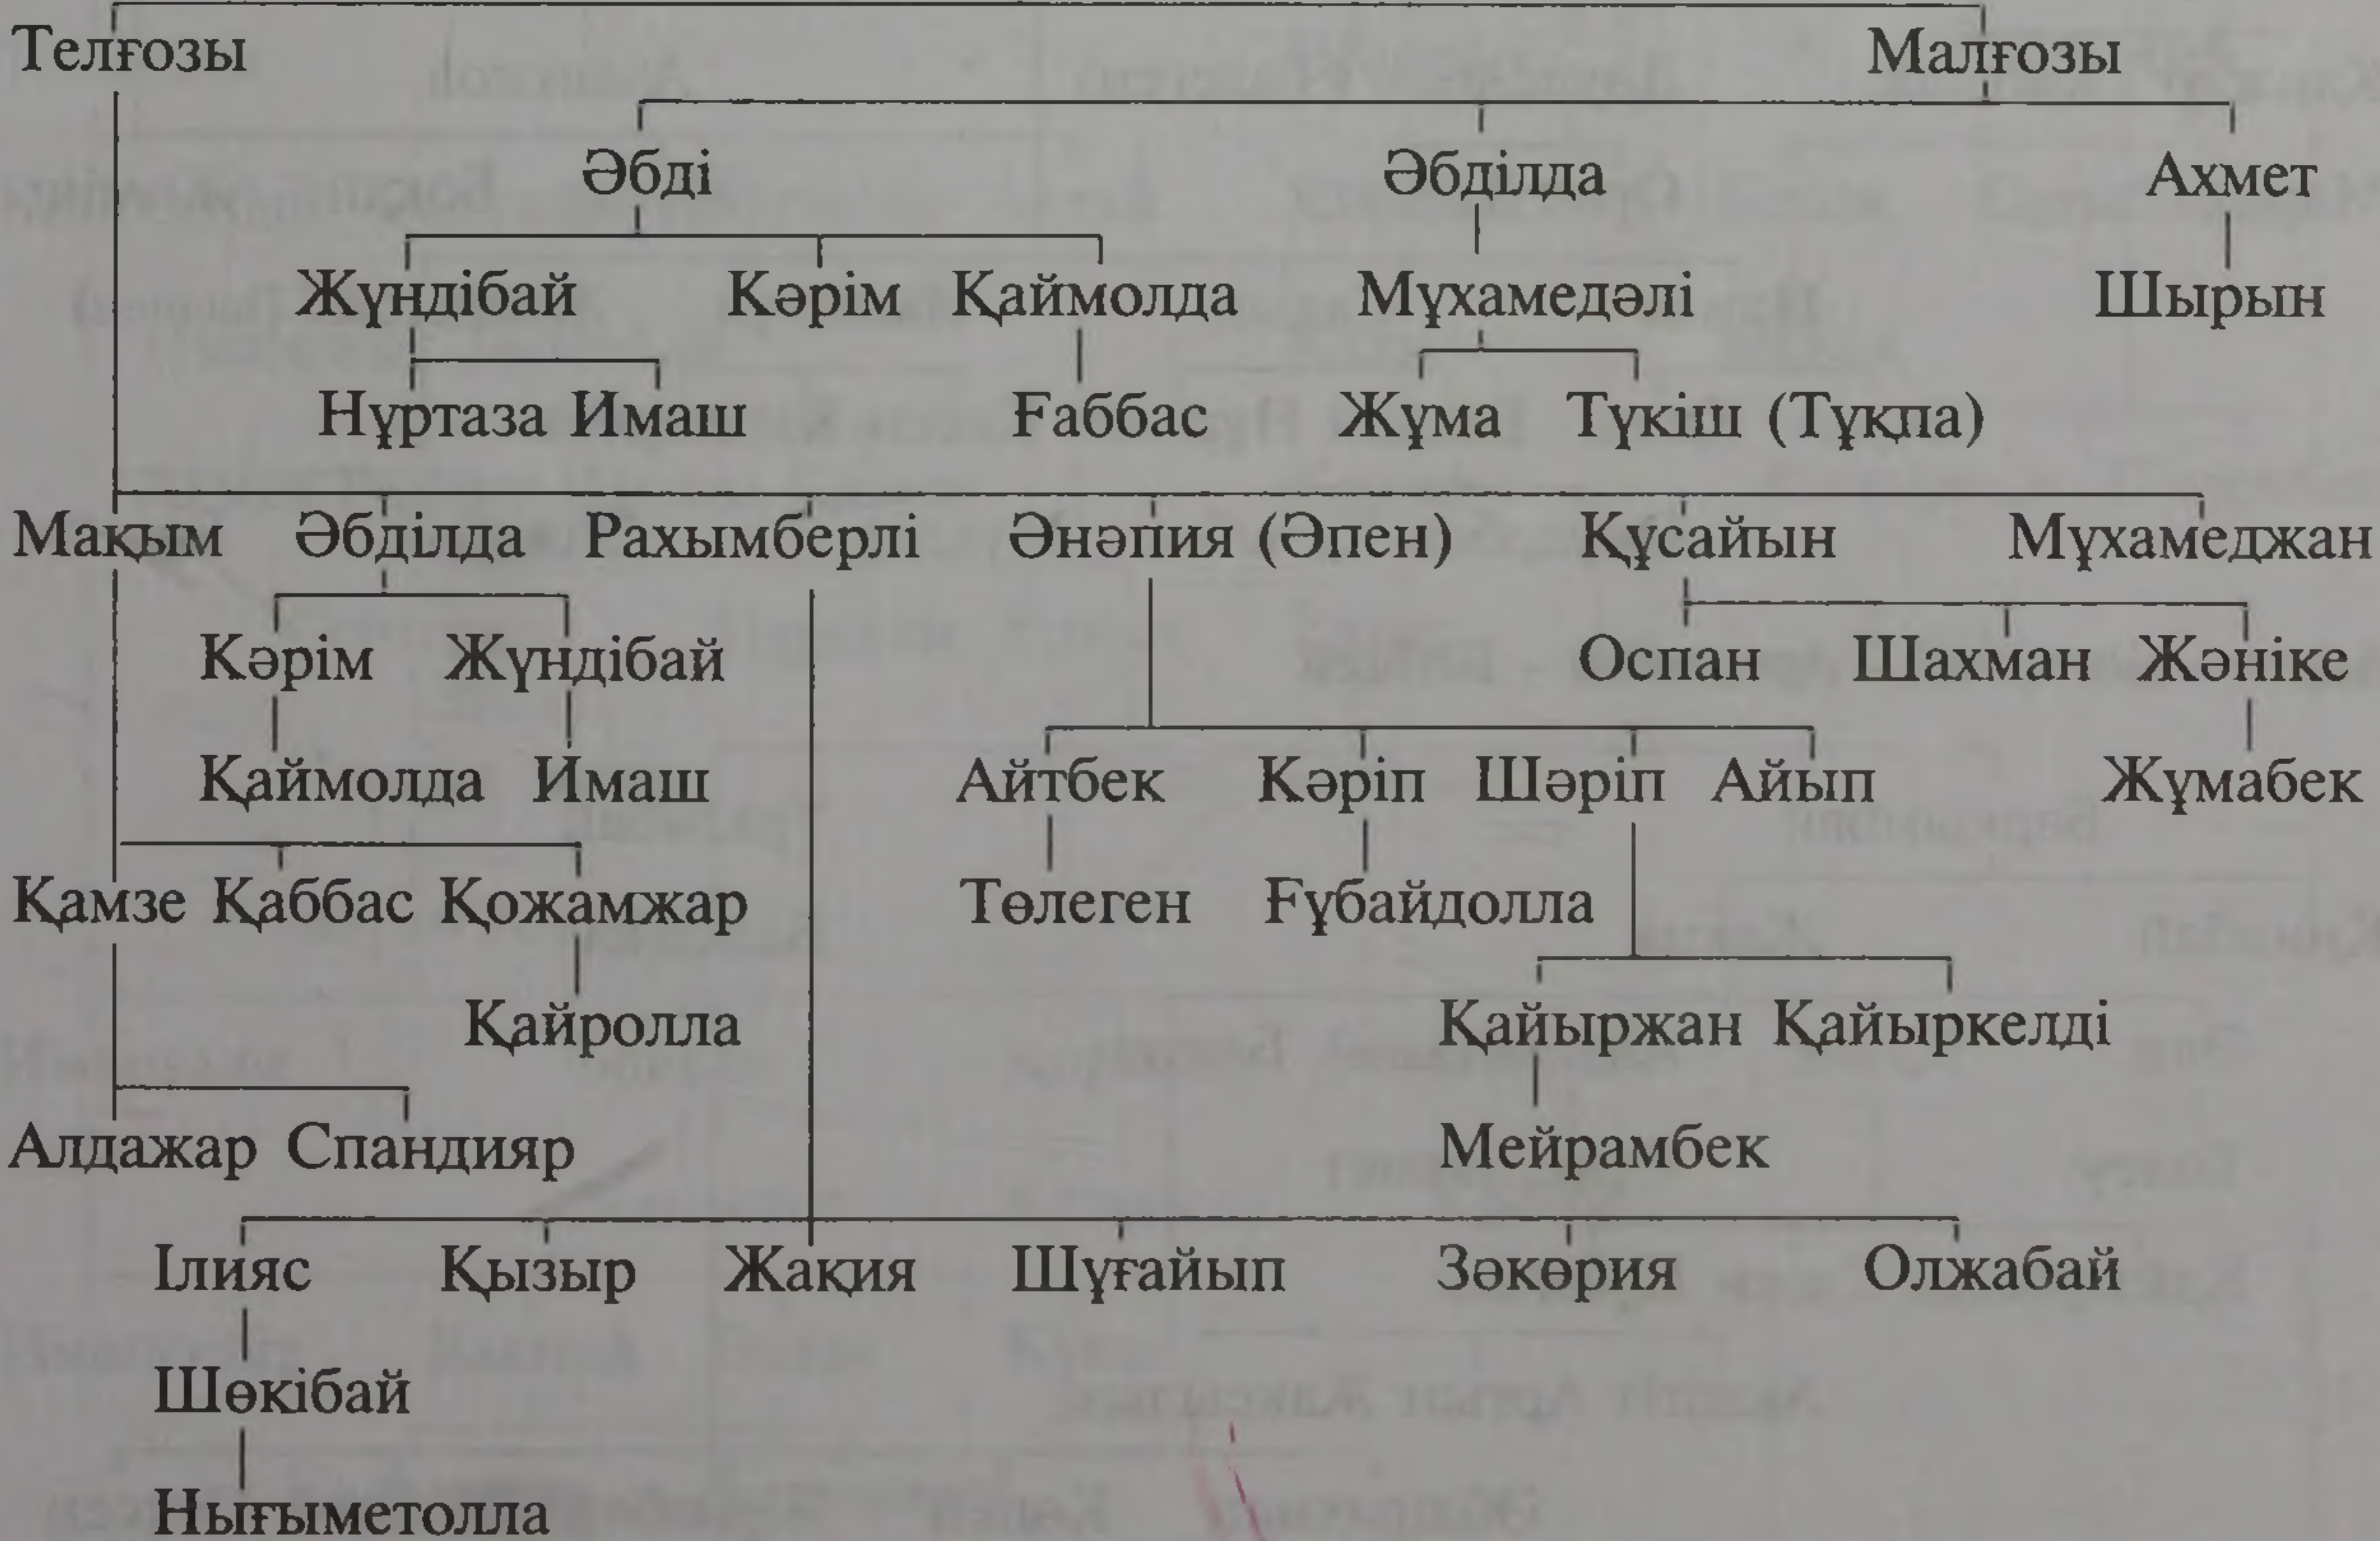 Телғозы Малғозы
Әбді Әбділда Ахмет
Жүндібай Кәрім Қаймолда Мұхамедәлі Шырын
Нұртаза Имаш Ғаббас Жұма Түкіш (Тұқпа)
Мақым Әбділда Рахымберлі Әнәпия (Әпен) Құсайын Мұхамеджан
Кәрім Жүндібай Оспан Шахман Жәніке
Қаймолда Имаш Айтбек Кәріп Шәріп Айып Жұмабек
Қамзе Қаббас Қожамжар Төлеген Ғұбайдолла
Қайролла Қайыржан Қайыркелді
Алдажар Спандияр Мейрамбек
Ілияс Қызыр Жақия Шұғайып Зәкәрия Олжабай
Шөкібай
Нығыметолла